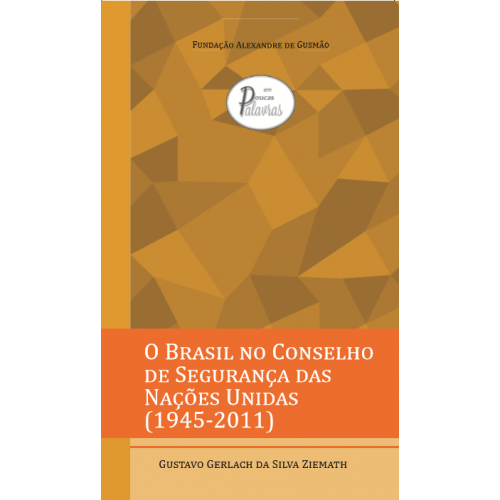 Fundação Alexandre de Gusmão
em
Poucas
Palavras
O Brasil no Conselho
de Segurança das
Nações Unidas
(1945-2011)
Gustavo Gerlach da Silva Ziemath